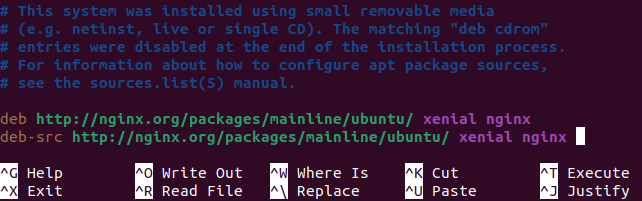 # This system was installed using small removable media
# (e.g. netinst, live or single CD). The matching "deb cdrom"
# entries were disabled at the end of the installation process.
# For information about how to configure apt package sources,
# see the sources.list(5) manual.
deb http://nginx.org/packages/mainline/ubuntu/ xenial nginx
deb-src http://nginx.org/packages/mainline/ubuntu/ xenial nginx
^G Help ^O Write Out ^W Where Is ^K Cut ^T Execute
^X Exit ^R Read File ^\ Replace ^U Paste ^J Justify